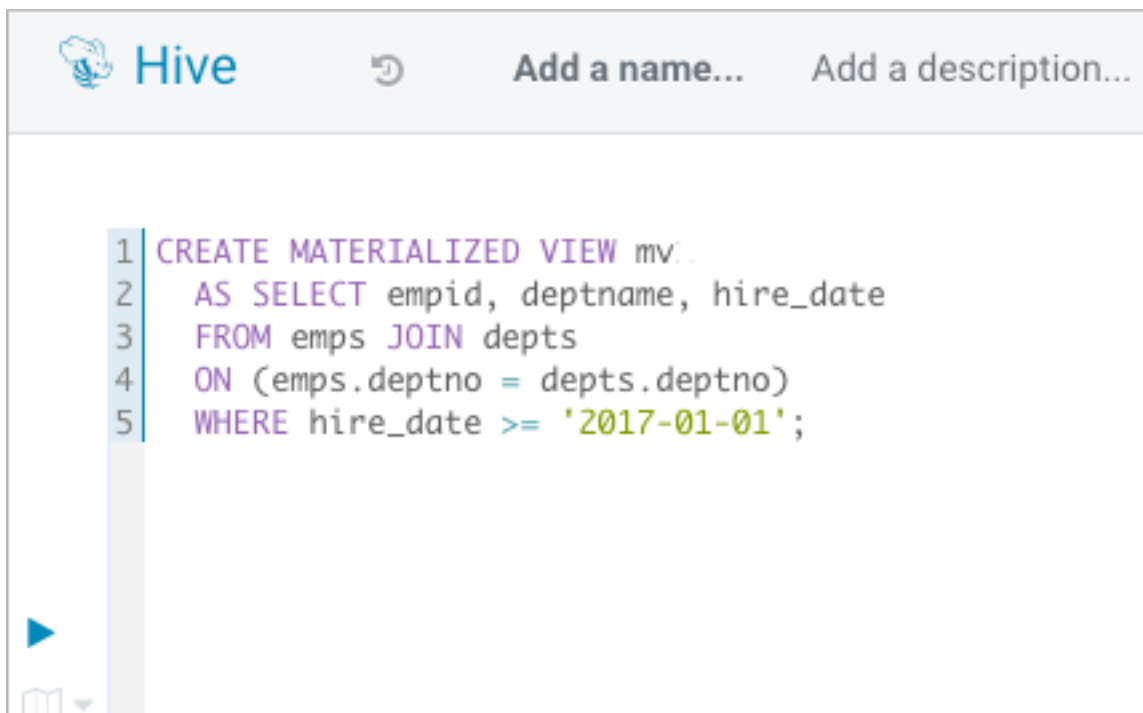 Hive Add a name... Add a description...
1 CREATE MATERIALIZED VIEW mv
2 AS SELECT empid, deptname, hire_date
3 FROM emps JOIN depts
4 ON (emps.deptno = depts.deptno)
5 WHERE hire_date >= '2017-01-01';